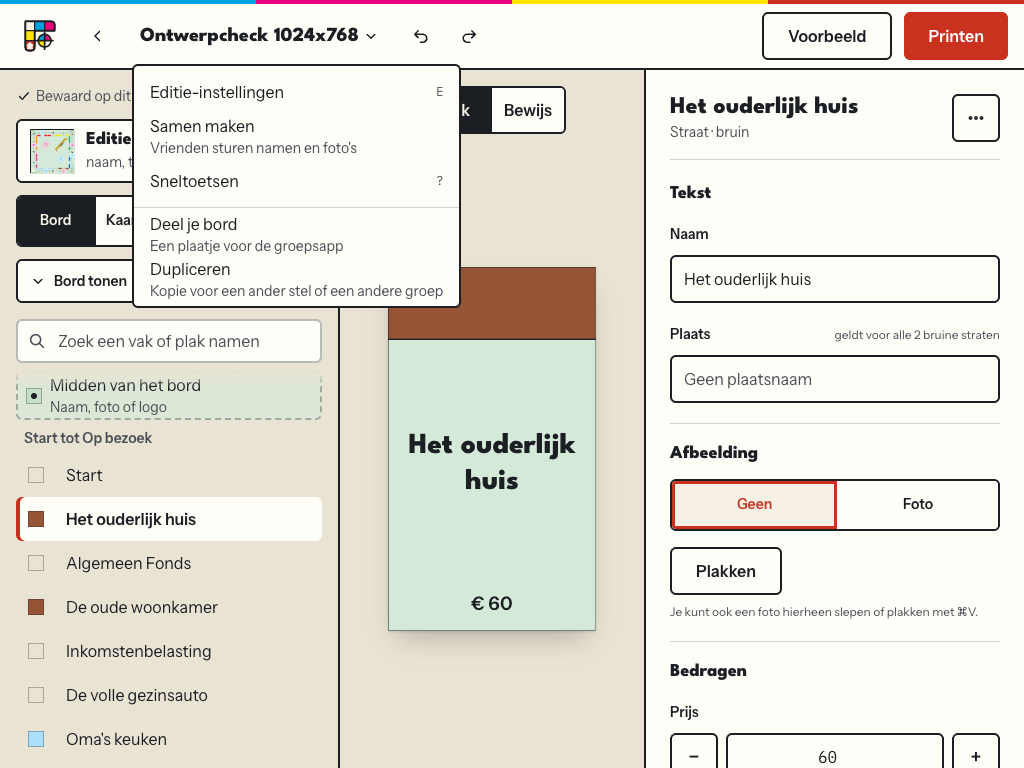 Ontwerpcheck 1024x768
Voorbeeld
Printen
Bewaard op dit
Editie
naam,
Bord
Bord tonen
Editie-instellingen E
Samen maken
Vrienden sturen namen en foto's
Sneltoetsen ?
Deel je bord
Een plaatje voor de groepsapp
Dupliceren
Kopie voor een ander stel of een andere groep
Zoek een vak of plak namen
Midden van het bord
Naam, foto of logo
Start tot Op bezoek
Start
Het ouderlijk huis
Algemeen Fonds
De oude woonkamer
Inkomstenbelasting
De volle gezinsauto
Oma's keuken
Bewijs
Het ouderlijk
huis
€ 60
Het ouderlijk huis
Straat · bruin
Tekst
Naam
Het ouderlijk huis
Plaats geldt voor alle 2 bruine straten
Geen plaatsnaam
Afbeelding
Geen Foto
Plakken
Je kunt ook een foto hierheen slepen of plakken met ⌘V.
Bedragen
Prijs
− 60 +